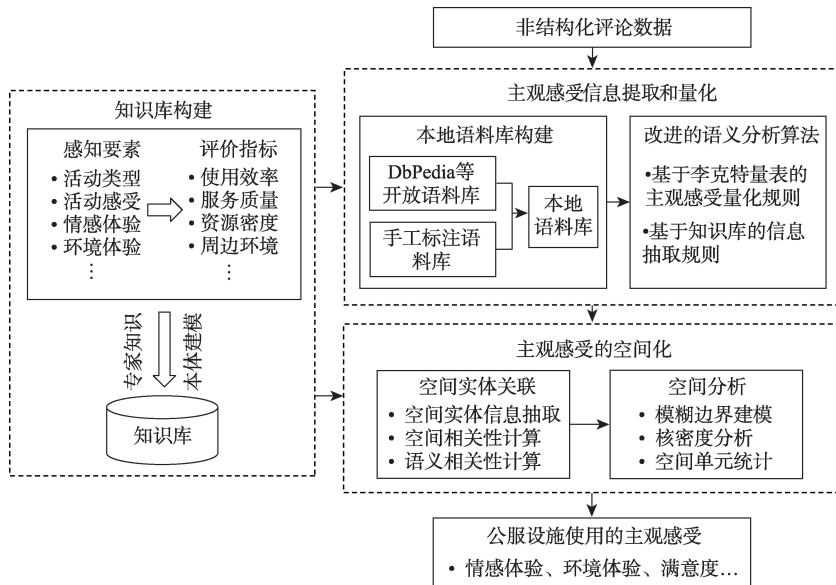 非结构化评论数据
知识库构建
感知要素
• 活动类型
• 活动感受
• 情感体验
• 环境体验
⋮
评价指标
• 使用效率
• 服务质量
• 资源密度
• 周边环境
⋮
专家知识
本体建模
知识库
主观感受信息提取和量化
本地语料库构建
DbPedia等
开放语料库
手工标注语
料库
本地
语料库
改进的语义分析算法
•基于李克特量表的
主观感受量化规则
•基于知识库的信息
抽取规则
主观感受的空间化
空间实体关联
• 空间实体信息抽取
• 空间相关性计算
• 语义相关性计算
空间分析
• 模糊边界建模
• 核密度分析
• 空间单元统计
公服设施使用的主观感受
• 情感体验、环境体验、满意度…